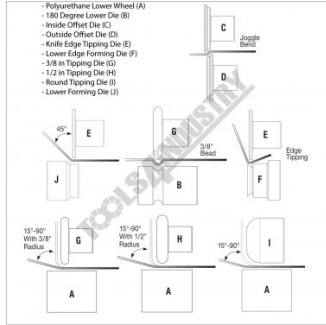 - Polyurethane Lower Wheel (A)
- 180 Degree Lower Die (B)
- Inside Offset Die (C)
- Outside Offset Die (D)
- Knife Edge Tipping Die (E)
- Lower Edge Forming Die (F)
- 3/8 in Tipping Die (G)
- 1/2 in Tipping Die (H)
- Round Tipping Die (I)
- Lower Forming Die (J)
C
Joggle
Bend
D
45°
E
J
G
3/8"
Bead
B
E
Edge
Tipping
F
15°-90°
With 3/8"
Radius
G
A
15°-90°
With 1/2"
Radius
H
A
15°-90°
I
A
TOOLS4INDUSTRY